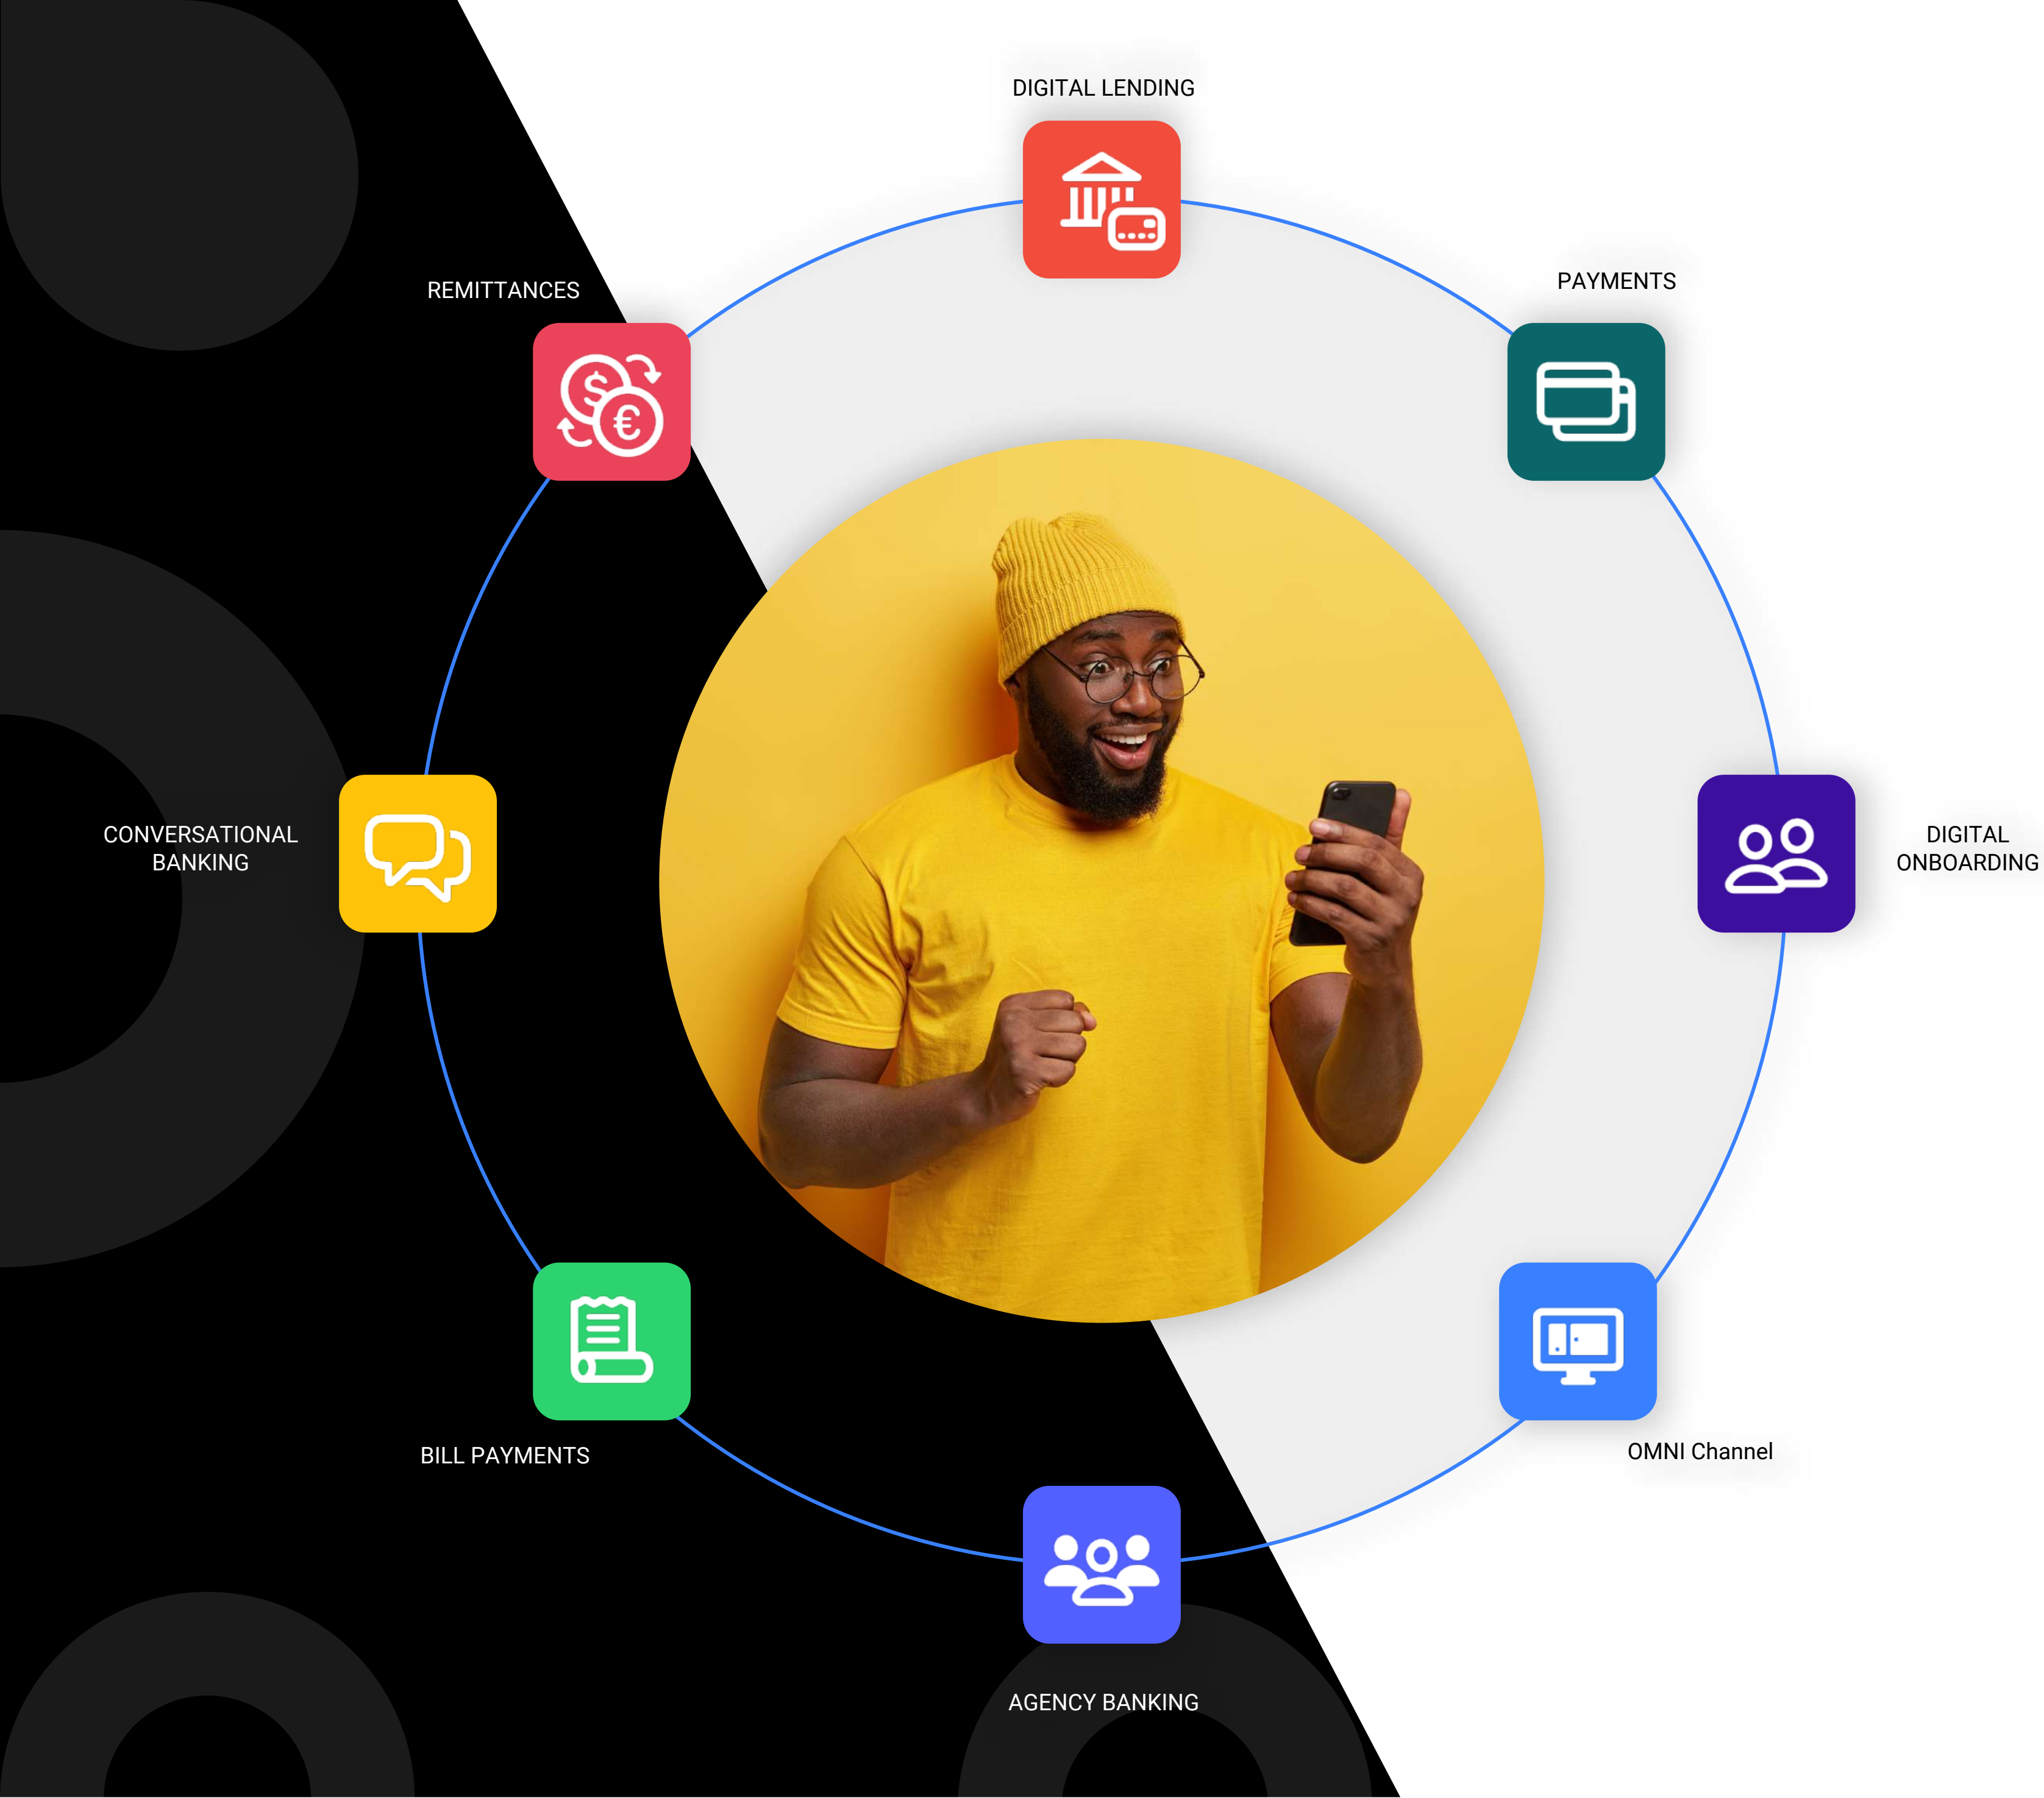 DIGITAL LENDING
PAYMENTS
REMITTANCES
CONVERSATIONAL
BANKING
DIGITAL
ONBOARDING
BILL PAYMENTS
OMNI Channel
AGENCY BANKING
$
€